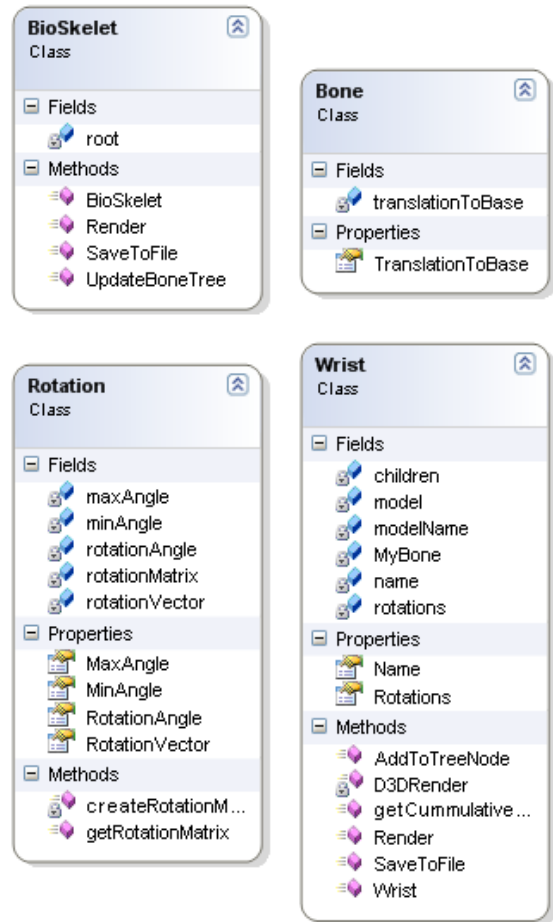 BioSkelet
Class
Fields
root
Methods
BioSkelet
Render
SaveToFile
UpdateBoneTree
Bone
Class
Fields
translationToBase
Properties
TranslationToBase
Rotation
Class
Fields
maxAngle
minAngle
rotationAngle
rotationMatrix
rotationVector
Properties
MaxAngle
MinAngle
RotationAngle
RotationVector
Methods
createRotationM...
getRotationMatrix
Wrist
Class
Fields
children
model
modelName
MyBone
name
rotations
Properties
Name
Rotations
Methods
AddToTreeNode
D3DRender
getCummulative...
Render
SaveToFile
Wrist